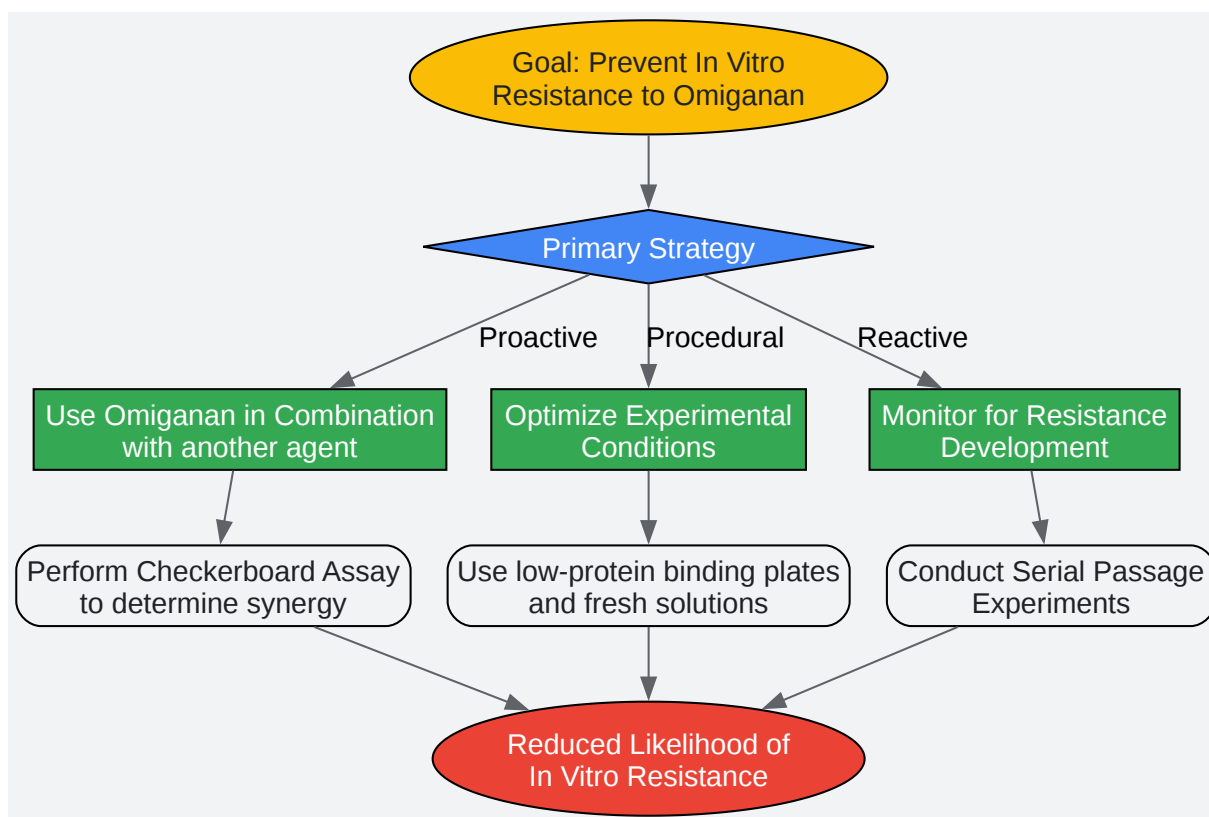 Goal: Prevent In Vitro
Resistance to Omiganan
Primary Strategy
Proactive
Procedural
Reactive
Use Omiganan in Combination
with another agent
Optimize Experimental
Conditions
Monitor for Resistance
Development
Perform Checkerboard Assay
to determine synergy
Use low-protein binding plates
and fresh solutions
Conduct Serial Passage
Experiments
Reduced Likelihood of
In Vitro Resistance